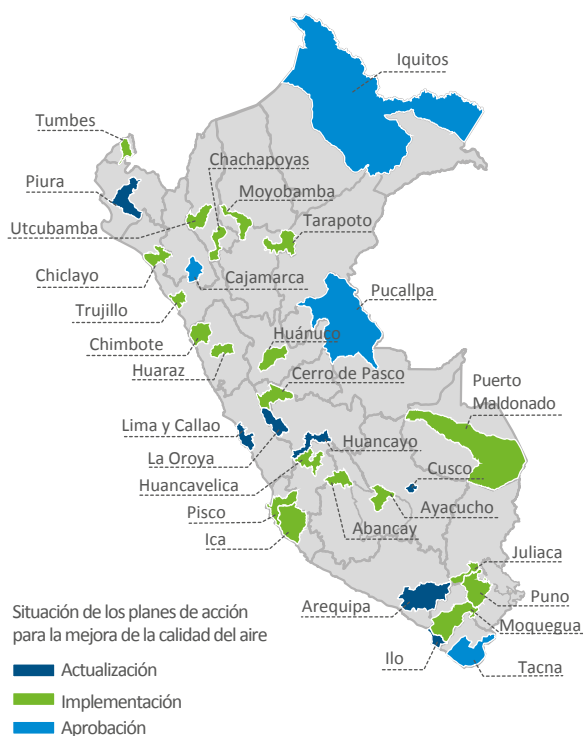 Iquitos
Tumbes
Chachapoyas
Piura
Moyobamba
Utcubamba
Tarapoto
Chiclayo
Cajamarca
Pucallpa
Trujillo
Chimbote
Huánuco
Huaraz
Cerro de Pasco
Puerto
Maldonado
Lima y Callao
Huancayo
La Oroya
Cusco
Huancavelica
Pisco
Ayacucho
Abancay
Ica
Juliaca
Puno
Arequipa
Moquegua
Ilo
Tacna
Situación de los planes de acción
para la mejora de la calidad del aire
Actualización
Implementación
Aprobación